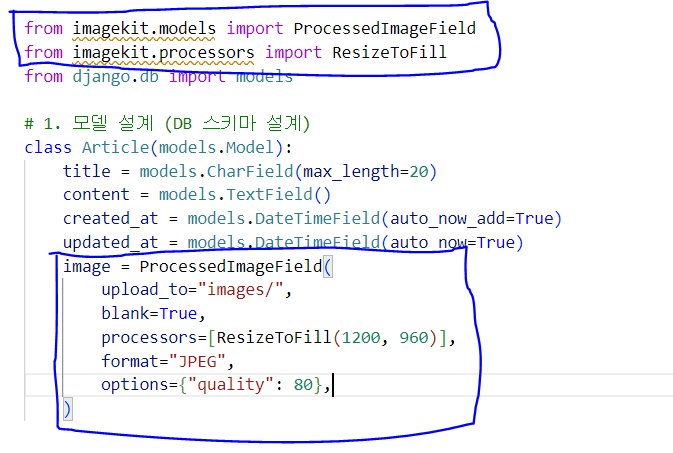 from imagekit.models import ProcessedImageField
from imagekit.processors import ResizeToFill
from django.db import models
# 1. 모델 설계 (DB 스키마 설계)
class Article(models.Model):
    title = models.CharField(max_length=20)
    content = models.TextField()
    created_at = models.DateTimeField(auto_now_add=True)
    updated_at = models.DateTimeField(auto_now=True)
    image = ProcessedImageField(
        upload_to="images/",
        blank=True,
        processors=[ResizeToFill(1200, 960)],
        format="JPEG",
        options={"quality": 80},
    )